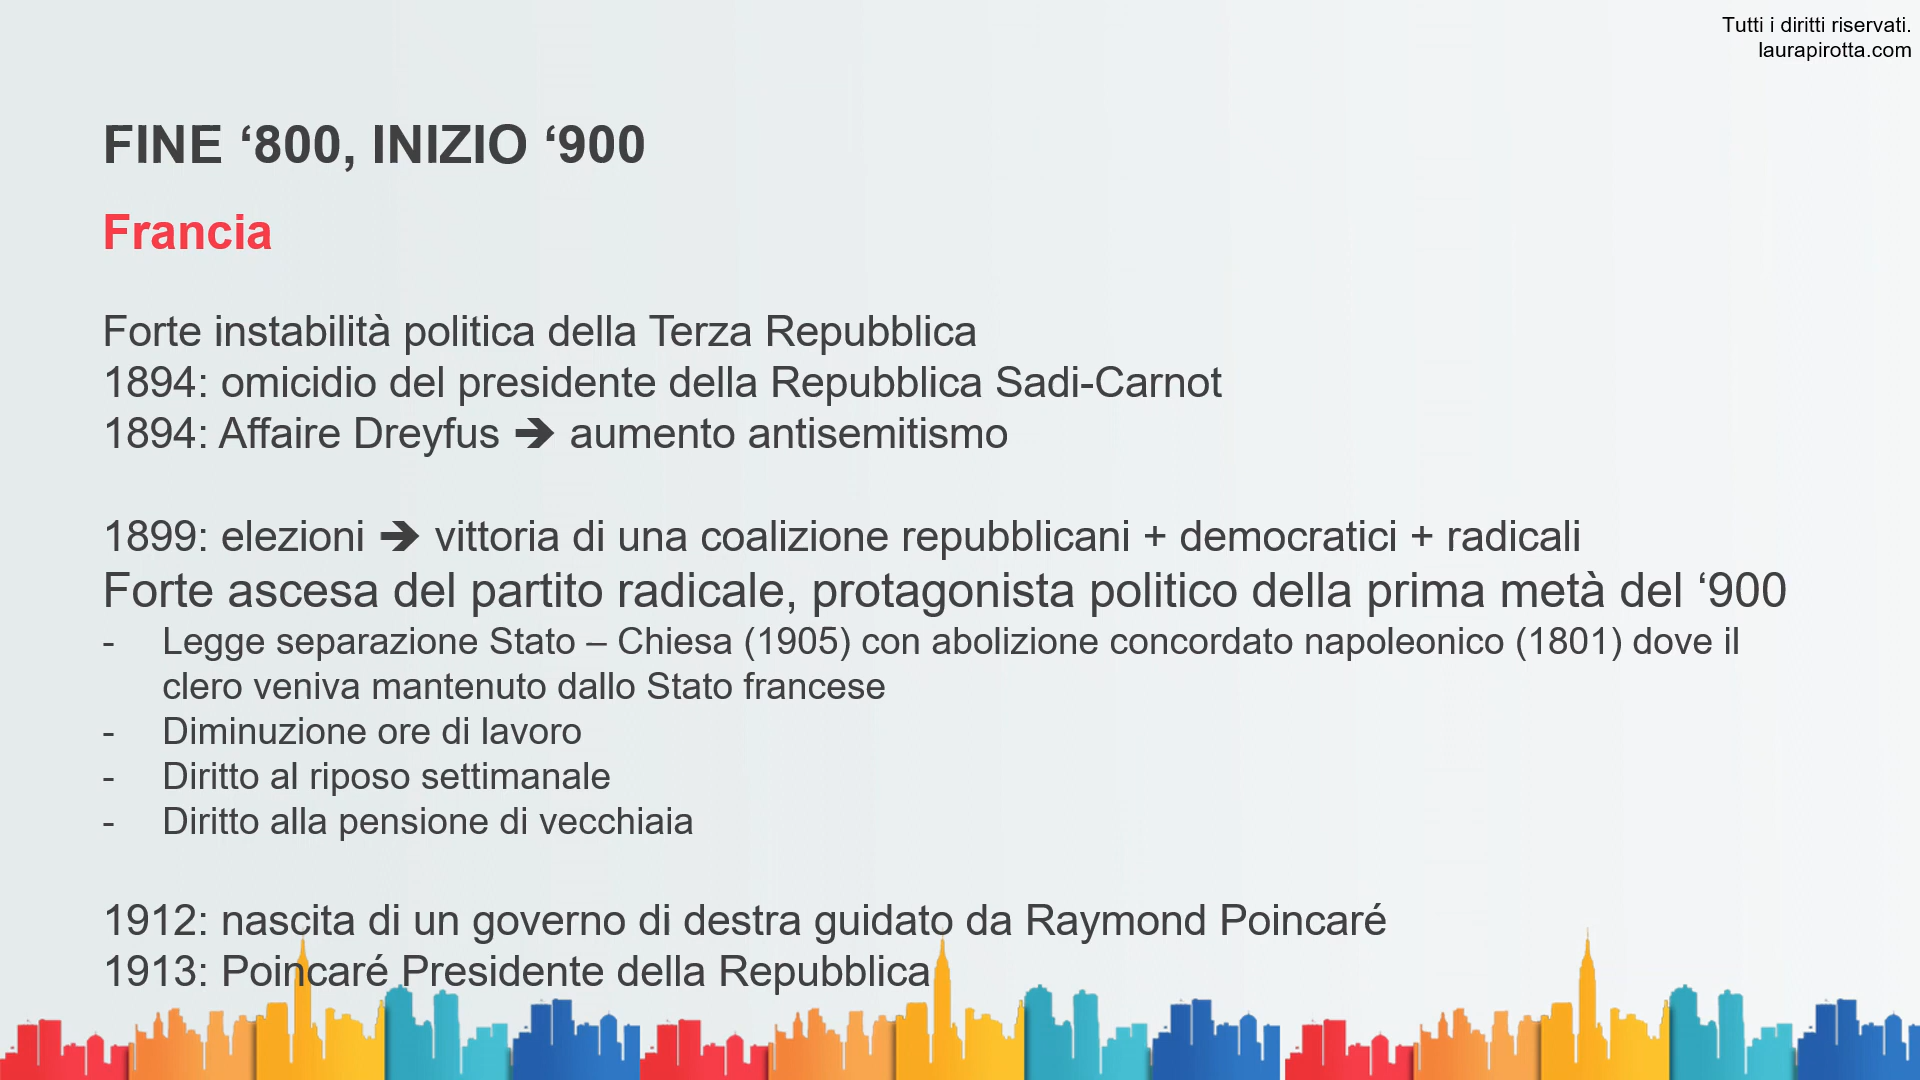 Tutti i diritti riservati.
laurapirotta.com
FINE ‘800, INIZIO ‘900
Francia
Forte instabilità politica della Terza Repubblica
1894: omicidio del presidente della Repubblica Sadi-Carnot
1894: Affaire Dreyfus ➔ aumento antisemitismo
1899: elezioni ➔ vittoria di una coalizione repubblicani + democratici + radicali
Forte ascesa del partito radicale, protagonista politico della prima metà del ‘900
- Legge separazione Stato – Chiesa (1905) con abolizione concordato napoleonico (1801) dove il
clero veniva mantenuto dallo Stato francese
- Diminuzione ore di lavoro
- Diritto al riposo settimanale
- Diritto alla pensione di vecchiaia
1912: nascita di un governo di destra guidato da Raymond Poincaré
1913: Poincaré Presidente della Repubblica